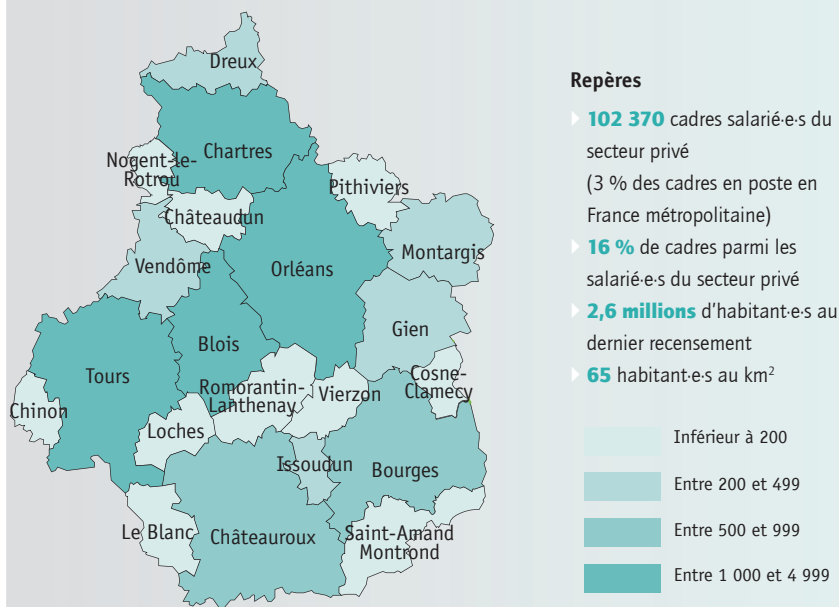 Dreux
Chartres
Nogent-le-
Rotrou
Pithiviers
Châteaudun
Montargis
Vendôme
Orléans
Gien
Blois
Tours
Cosne-
Clamecy
Romorantin-
Lanthenay
Vierzon
Chinon
Loches
Issoudun
Bourges
Le Blanc
Châteauroux
Saint-Amand
Montrond
Repères
102 370 cadres salarié·e·s du
secteur privé
(3 % des cadres en poste en
France métropolitaine)
16 % de cadres parmi les
salarié·e·s du secteur privé
2,6 millions d'habitant·e·s au
dernier recensement
65 habitant·e·s au km²
Inférieur à 200
Entre 200 et 499
Entre 500 et 999
Entre 1 000 et 4 999